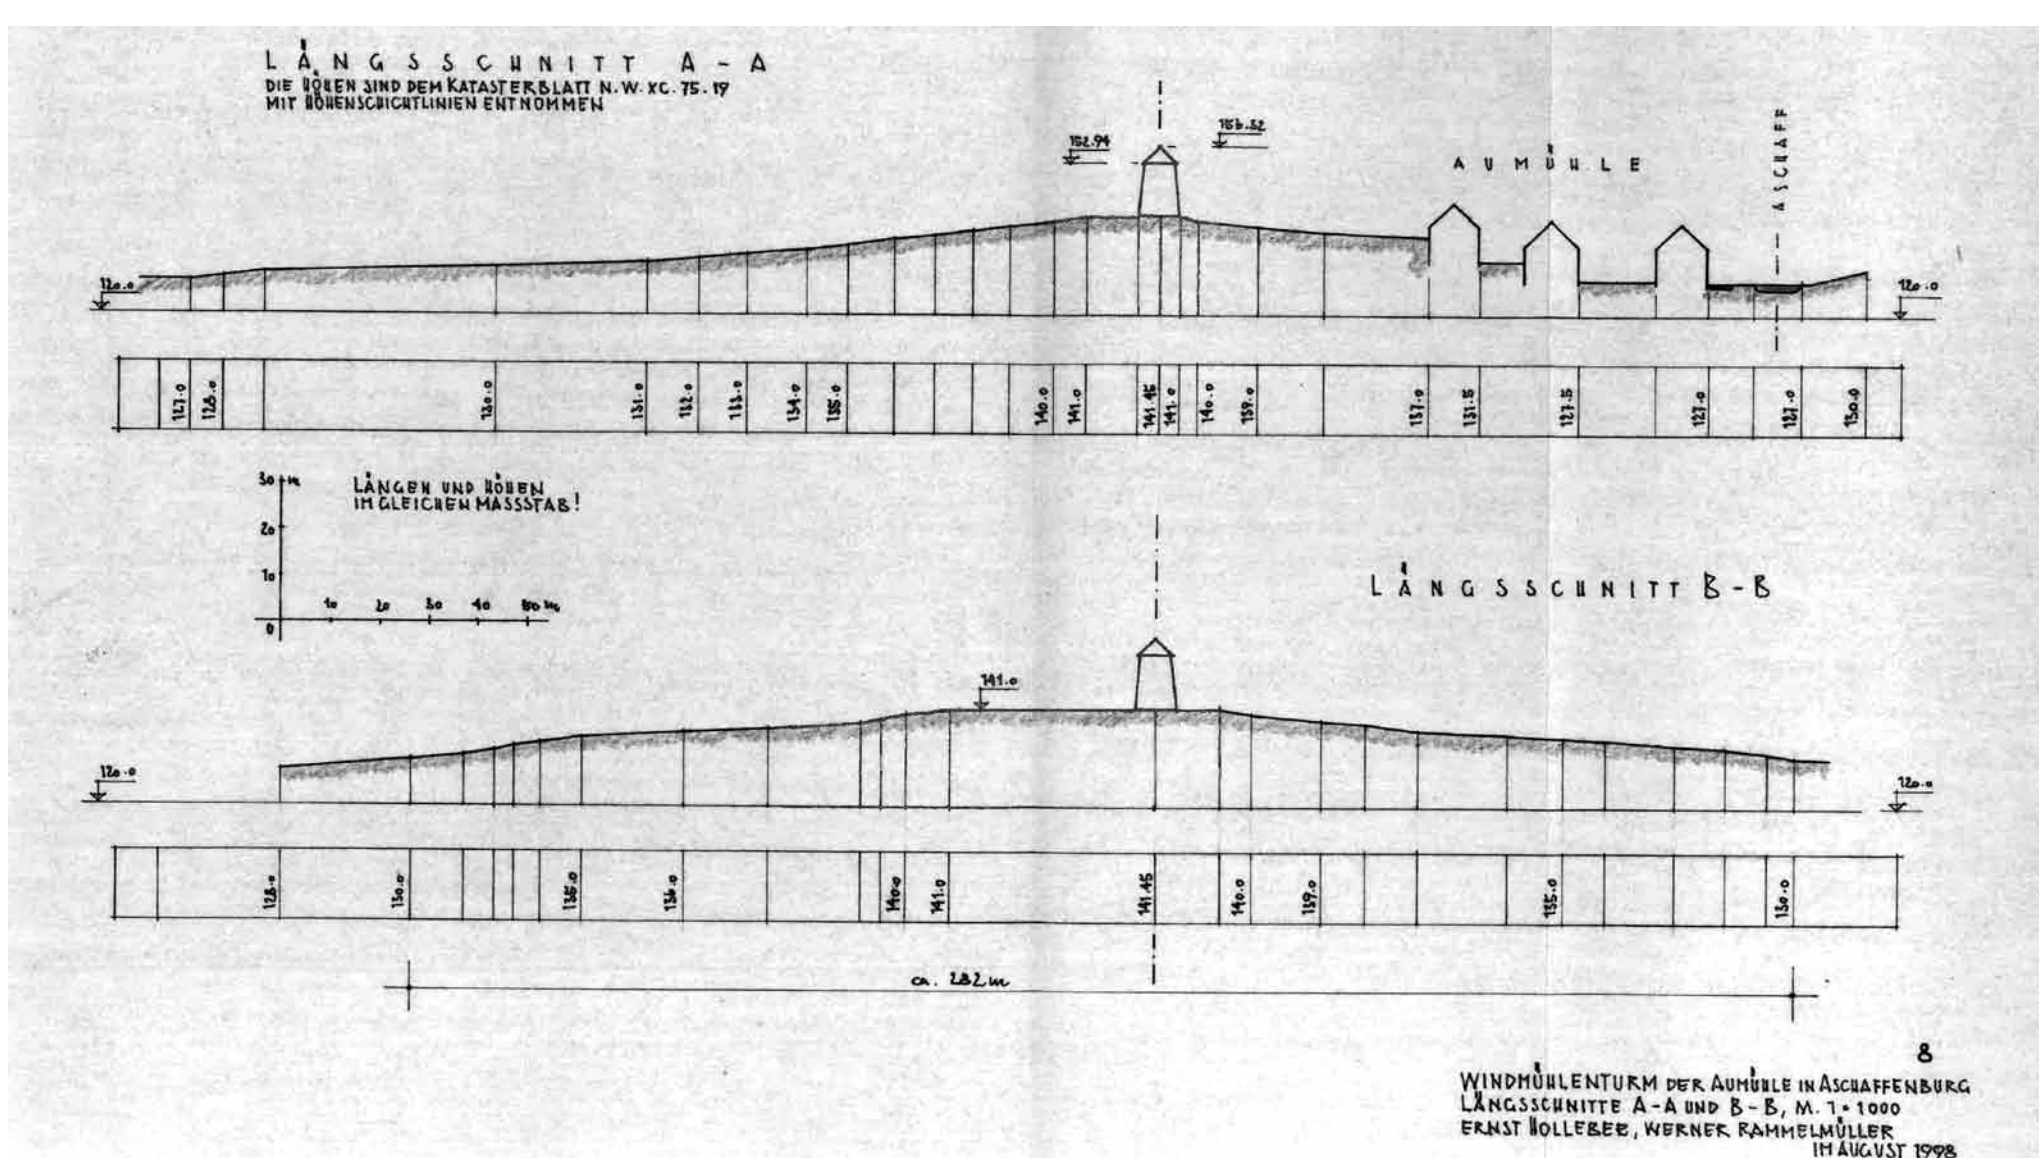 LÄNGSSCHNITT A-A
DIE HÖHEN SIND DEM KATASTERBLATT N.W. XC. 75. 19
MIT HÖHENSCHICHTLINIEN ENTNOMMEN
152.94
156.32
AUMÜHLE
ASCHAFF
120.0
120.0
127.0 128.0 130.0 131.0 132.0 133.0 134.0 135.0 140.0 141.0 141.45 141.0 140.0 139.0 137.0 131.5 127.5 127.0 127.0 130.0
30 m
20
10
0
10 20 30 40 50 m
LÄNGEN UND HÖHEN
IM GLEICHEN MASSSTAB!
LÄNGSSCHNITT B-B
141.0
120.0
120.0
128.0 130.0 135.0 136.0 140.0 141.0 141.45 140.0 139.0 135.0 130.0
ca. 282 m
8
WINDMÜHLENTURM DER AUMÜHLE IN ASCHAFFENBURG
LÄNGSSCHNITTE A-A UND B-B, M. 1:1000
ERNST HOLLEBER, WERNER RAMMELMÜLLER
IM AUGUST 1998